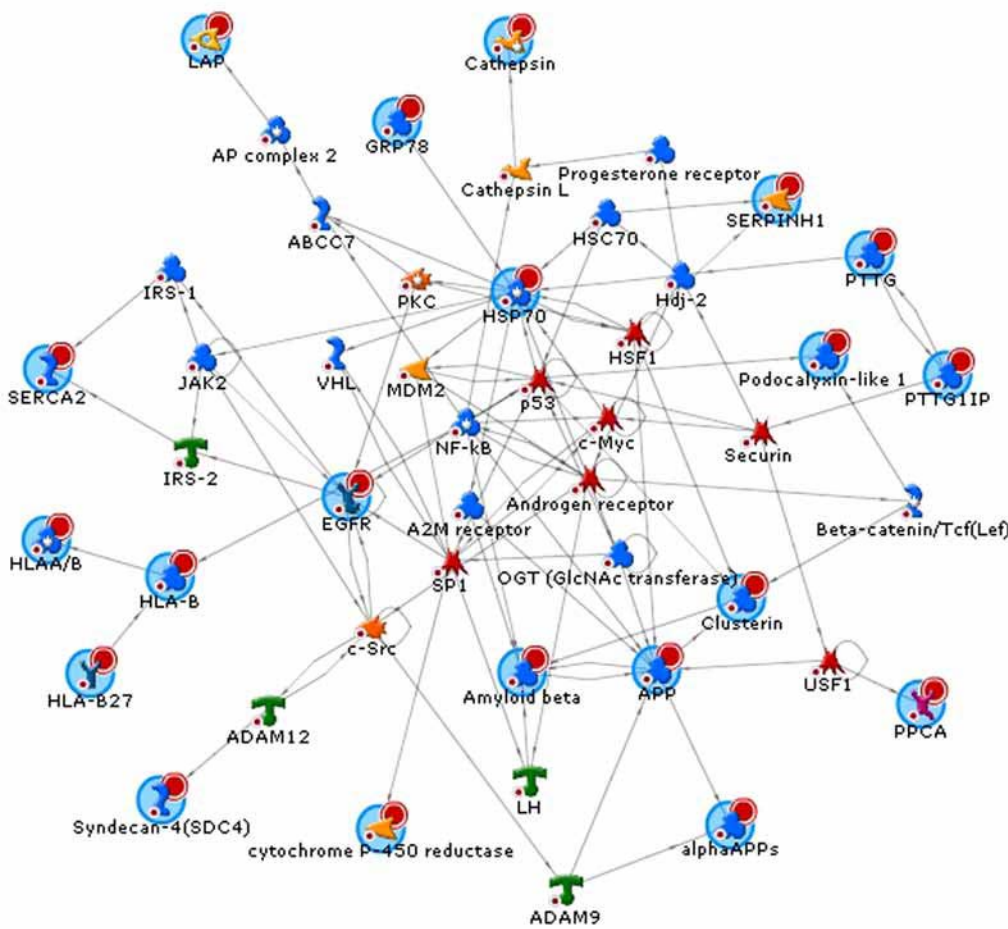 LAP
Cathepsin
AP complex 2
GRP78
Cathepsin L
Progesterone receptor
SERPINH1
ABCC7
HSC70
IRS-1
PKC
HSP70
Hdj-2
PTTG
HSF1
SERCA2
JAK2
VHL
MDM2
p53
Podocalyxin-like 1
PTTG1IP
IRS-2
NF-kB
c-Myc
Securin
EGFR
A2M receptor
Androgen receptor
Beta-catenin/Tcf(Lef)
HLAA/B
HLA-B
SP1
OGT (GlcNAc transferase)
Clusterin
c-Src
HLA-B27
Amyloid beta
APP
USF1
PPCA
ADAM12
LH
Syndecan-4(SDC4)
cytochrome P-450 reductase
alphaAPPs
ADAM9